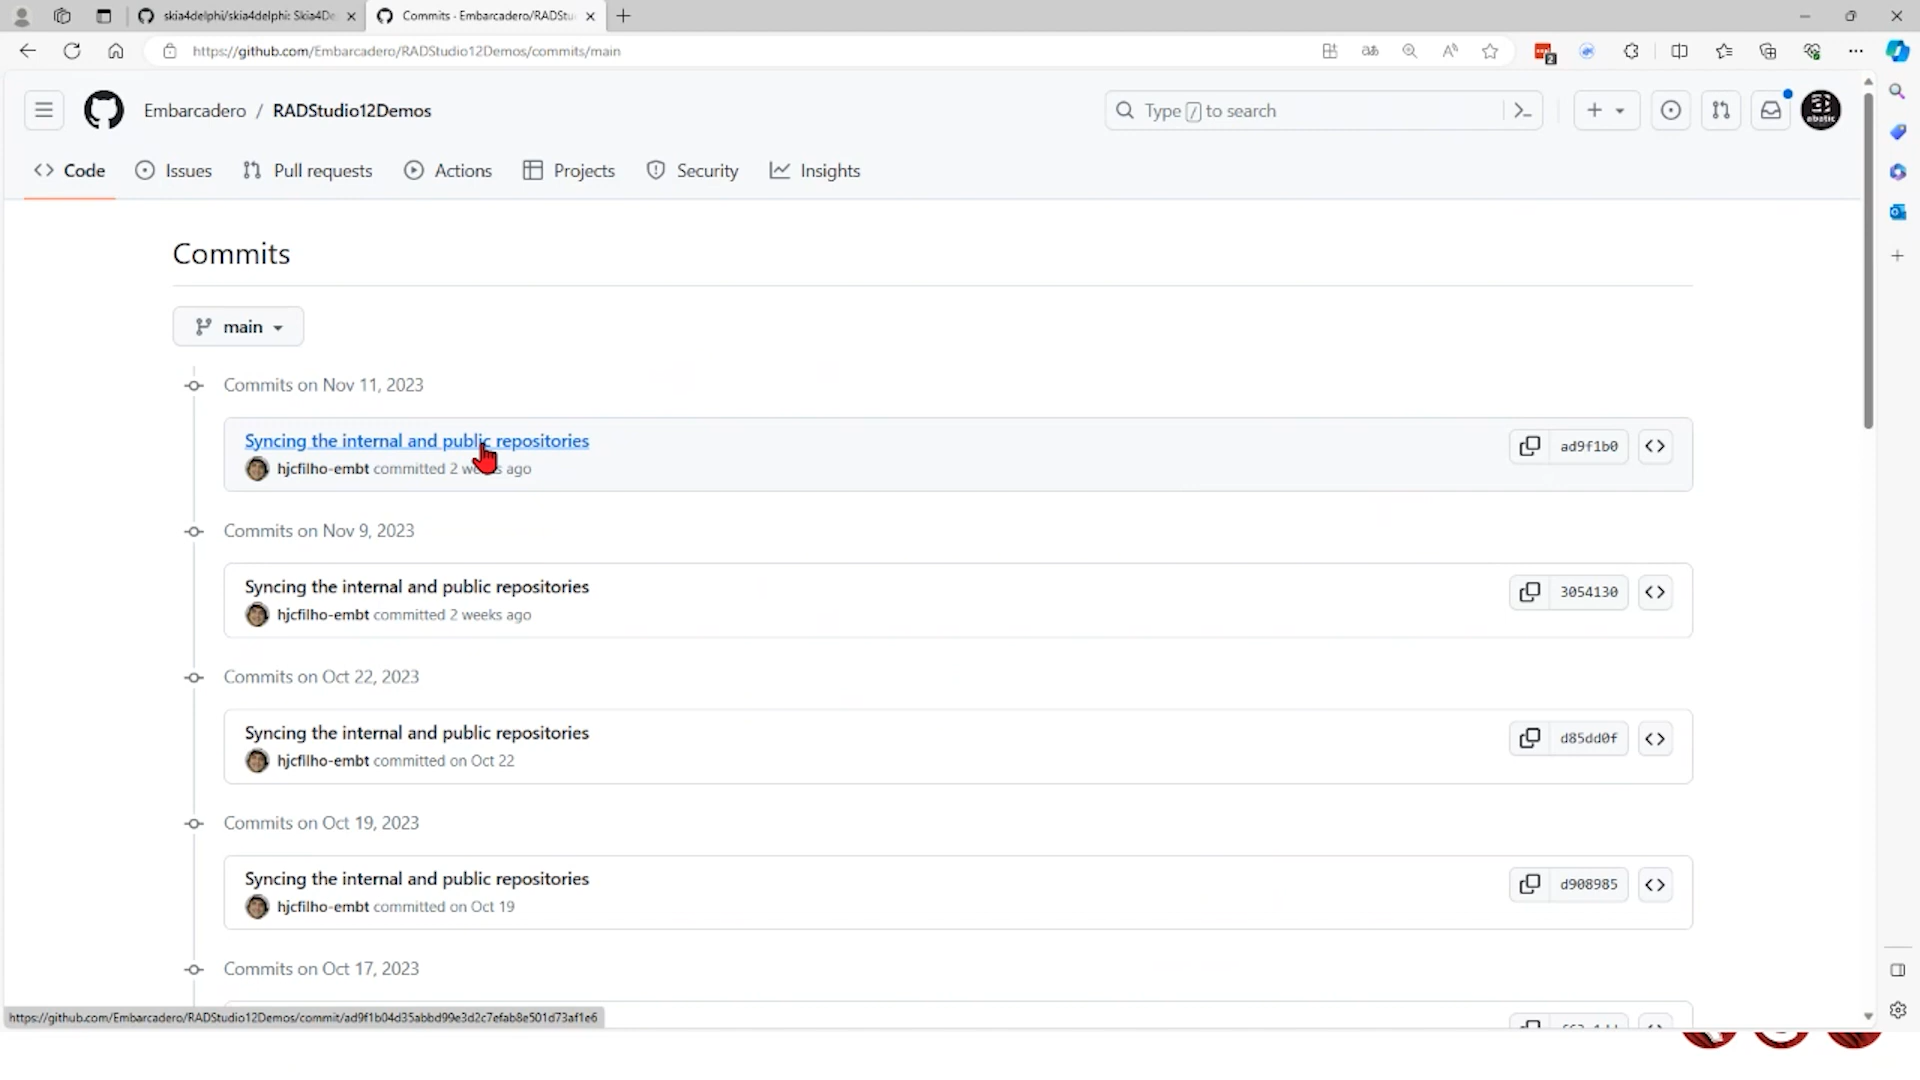 skia4delphi/skia4delphi: Skia4De
Commits · Embarcadero/RADStu
https://github.com/Embarcadero/RADStudio12Demos/commits/main
2
Embarcadero / RADStudio12Demos
Type / to search
abatic
Code
Issues
Pull requests
Actions
Projects
Security
Insights
Commits
main
Commits on Nov 11, 2023
Syncing the internal and public repositories
ad9f1b0
hjcfilho-embt committed 2 weeks ago
Commits on Nov 9, 2023
Syncing the internal and public repositories
3054130
hjcfilho-embt committed 2 weeks ago
Commits on Oct 22, 2023
Syncing the internal and public repositories
d85dd0f
hjcfilho-embt committed on Oct 22
Commits on Oct 19, 2023
Syncing the internal and public repositories
d908985
hjcfilho-embt committed on Oct 19
Commits on Oct 17, 2023
https://github.com/Embarcadero/RADStudio12Demos/commit/ad9f1b04d35abbd99e3d2c7efab8e501d73af1e6